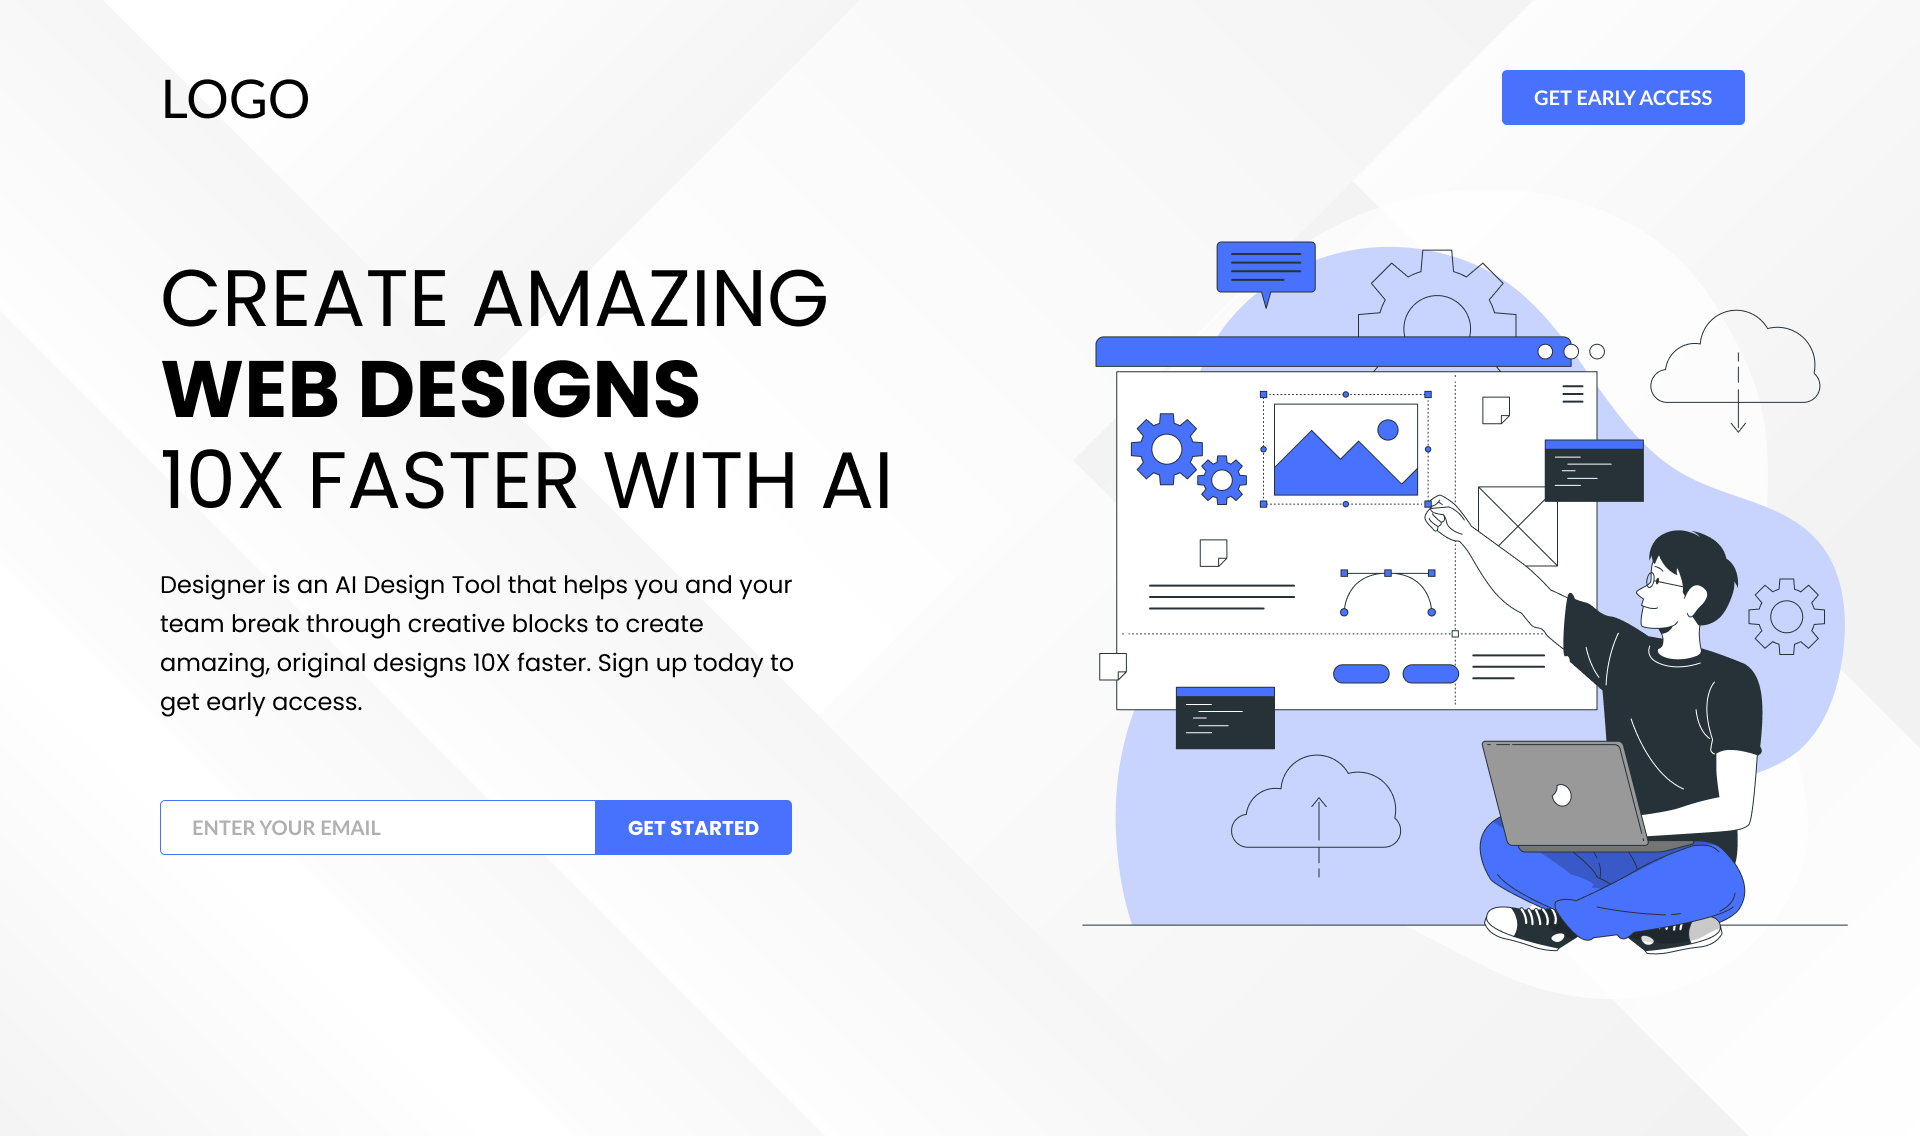 LOGO
GET EARLY ACCESS
CREATE AMAZING
WEB DESIGNS
10X FASTER WITH AI
Designer is an AI Design Tool that helps you and your
team break through creative blocks to create
amazing, original designs 10X faster. Sign up today to
get early access.
ENTER YOUR EMAIL
GET STARTED